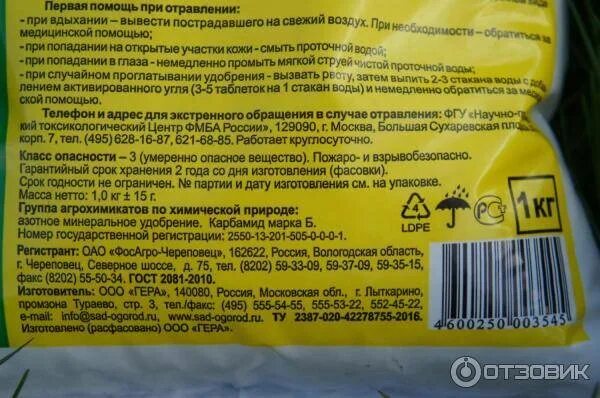 Первая помощь при отравлении:
- при вдыхании – вывести пострадавшего на свежий воздух. При необходимости - обратиться за
медицинской помощью;
- при попадании на открытые участки кожи - смыть проточной водой;
- при попадании в глаза - немедленно промыть мягкой струей чистой проточной воды;
- при случайном проглатывании удобрения - вызвать рвоту, затем выпить 2-3 стакана воды с доба
лением активированного угля (3-5 таблеток на 1 стакан воды) и немедленно обратиться за меди
ской помощью.
Телефон и адрес для экстренного обращения в случае отравления: ФГУ «Научно-
кий токсикологический Центр ФМБА России», 129090, г. Москва, Большая Сухаревская пло
корп. 7, тел. (495) 628-16-87, 621-68-85. Работает круглосуточно.
Класс опасности – 3 (умеренно опасное вещество). Пожаро- и взрывобезопасно.
Гарантийный срок хранения 2 года со дня изготовления (фасовки).
Срок годности не ограничен. № партии и дату изготовления см. на упаковке.
Масса нетто: 1,0 кг ± 15 г.
Группа агрохимикатов по химической природе:
азотное минеральное удобрение. Карбамид марка Б.
Номер государственной регистрации: 2550-13-201-505-0-0-0-1.
LDPE
4
РС
1 кг
Регистрант: ОАО «ФосАгро-Череповец», 162622, Россия, Вологодская область,
г. Череповец, Северное шоссе, д. 75, тел. (8202) 59-33-09, 59-37-09, 59-35-15,
факс (8202) 55-50-34. ГОСТ 2081-2010.
Изготовитель: ООО «ГЕРА», 140080, Россия, Московская обл., г. Лыткарино,
промзона Тураево, стр. 3, тел./факс: (495) 555-54-55, 555-53-22, 552-45-22,
e-mail: info@sad-ogorod.ru, www.sad-ogorod.ru. ТУ 2387-020-42278755-2016.
Изготовлено (расфасовано) ООО «ГЕРА».
4 600250 003545
ОТЗОВИК